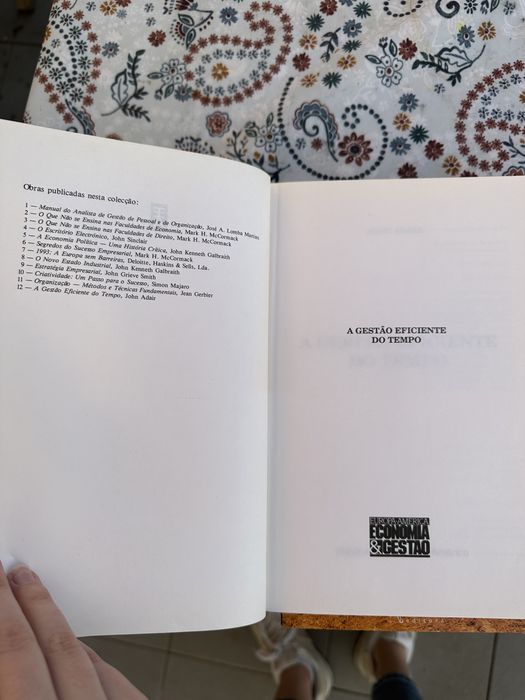 Obras publicadas nesta colecção:
1 — Manual do Analista de Gestão de Pessoal e de Organização, José A. Lomba Martins
2 — O Que Não se Ensina nas Faculdades de Economia, Mark H. McCormack
3 — O Que Não se Ensina nas Faculdades de Direito, Mark H. McCormack
4 — O Escritório Electrónico, John Sinclair
5 — A Economia Política — Uma História Crítica, John Kenneth Galbraith
6 — Segredos do Sucesso Empresarial, Mark H. McCormack
7 — 1993: A Europa sem Barreiras, Deloitte, Haskins & Sells, Lda.
8 — O Novo Estado Industrial, John Kenneth Galbraith
9 — Estratégia Empresarial, John Grieve Smith
10 — Criatividade: Um Passo para o Sucesso, Simon Majaro
11 — Organização — Métodos e Técnicas Fundamentais, Jean Gerbier
12 — A Gestão Eficiente do Tempo, John Adair
A GESTÃO EFICIENTE
DO TEMPO
EUROPA-AMÉRICA
ECONOMIA
&GESTÃO